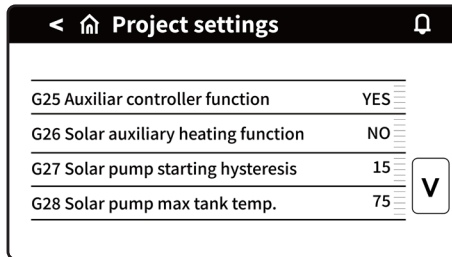 < Project settings
G25 Auxiliar controller function YES
G26 Solar auxiliary heating function NO
G27 Solar pump starting hysteresis 15
G28 Solar pump max tank temp. 75
V